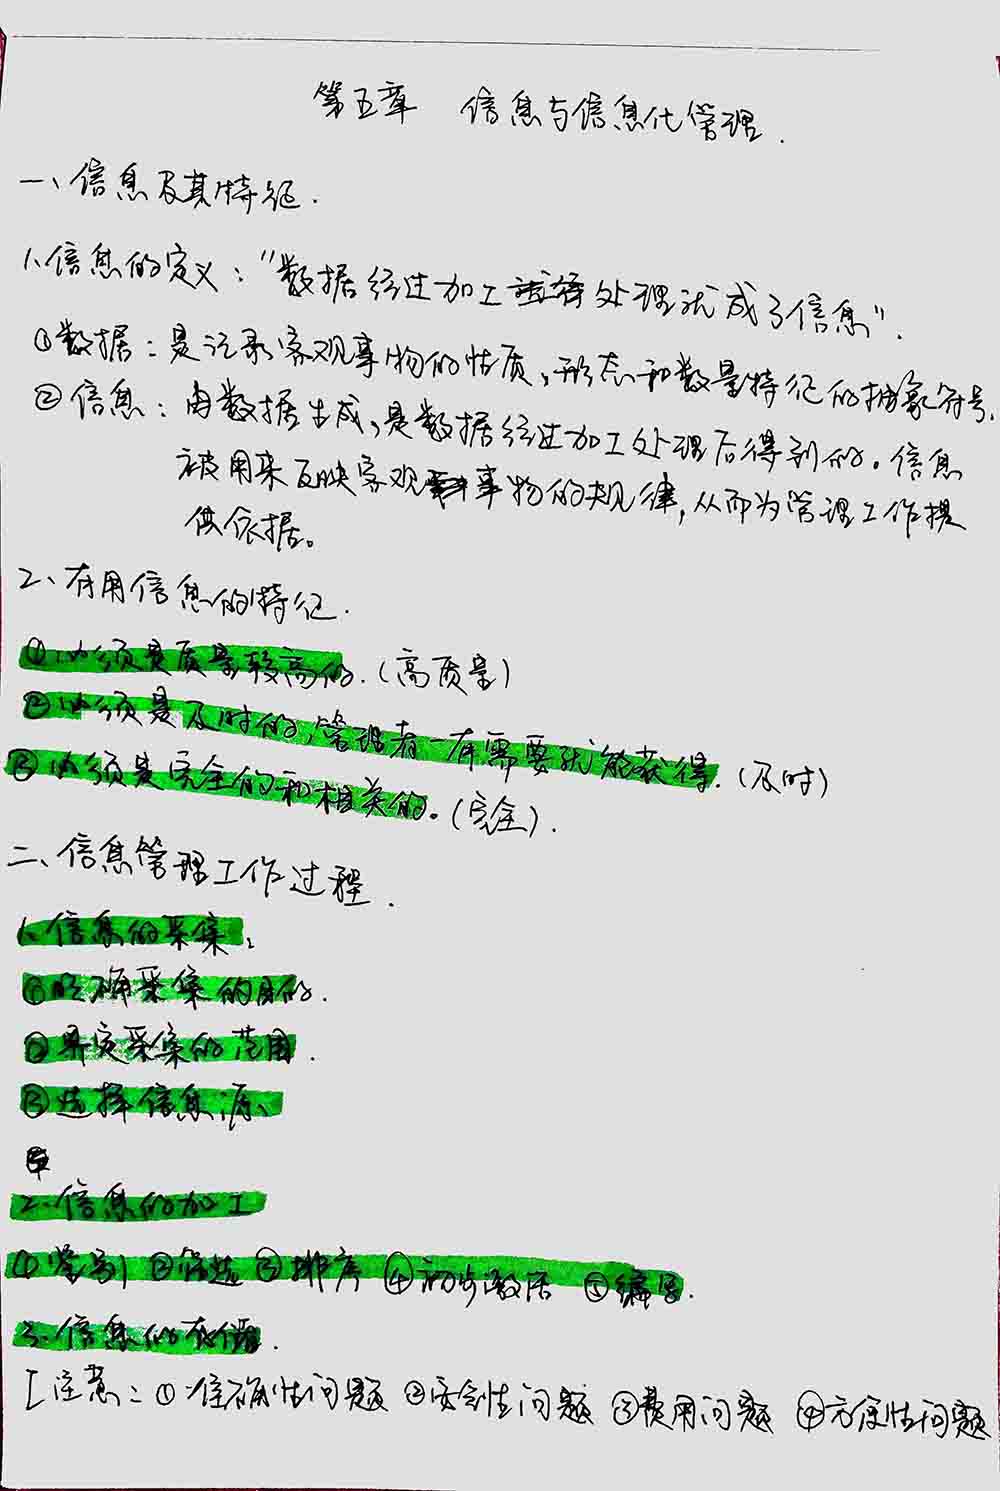 第五章 信息与信息化管理.
一、信息及其特征.
1、信息的定义："数据经过加工处理就成了信息".
①数据：是记录客观事物的性质,形态和数量特征的抽象符号.
②信息：由数据生成,是数据经过加工处理后得到的。信息
被用来反映客观事物的规律,从而为管理工作提
供依据。
2、有用信息的特征.
①必须是质量较高的.(高质量)
②必须是及时的,管理者一有需要就能获得.(及时)
③必须是完全的和相关的。(完全).
二、信息管理工作过程.
1、信息的采集：
①明确采集的目的.
②界定采集的范围.
③选择信息源、
2、信息的加工
①鉴别 ②筛选 ③排序 ④初步激活 ⑤编写.
3、信息的存储.
[注意：①准确性问题 ②安全性问题 ③费用问题 ④方便性问题